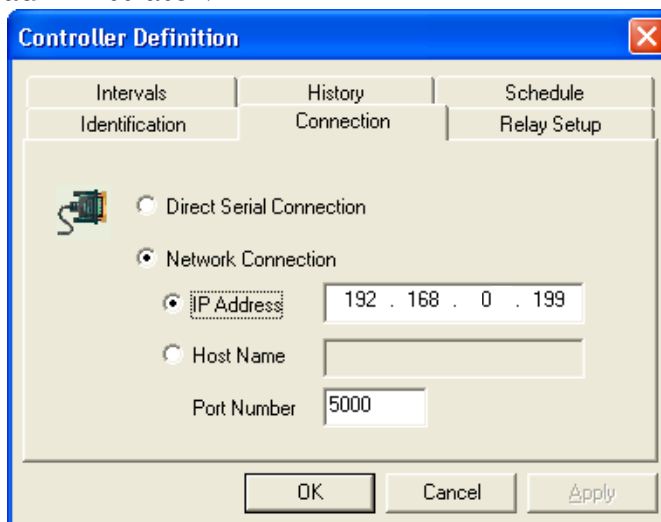 Controller Definition
Intervals History Schedule
Identification Connection Relay Setup
Direct Serial Connection
Network Connection
IP Address 192 . 168 . 0 . 199
Host Name
Port Number 5000
OK Cancel Apply